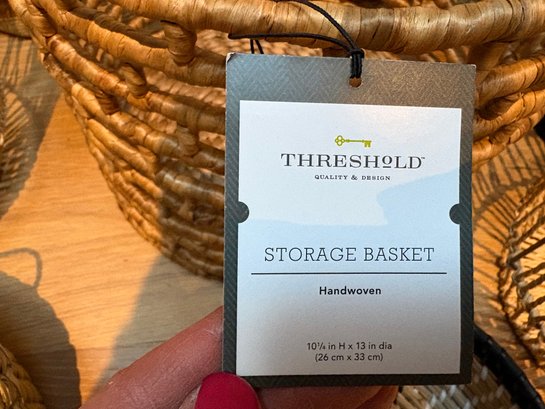 THRESHOLD™
QUALITY & DESIGN
STORAGE BASKET
Handwoven
10¼ in H x 13 in dia
(26 cm x 33 cm)